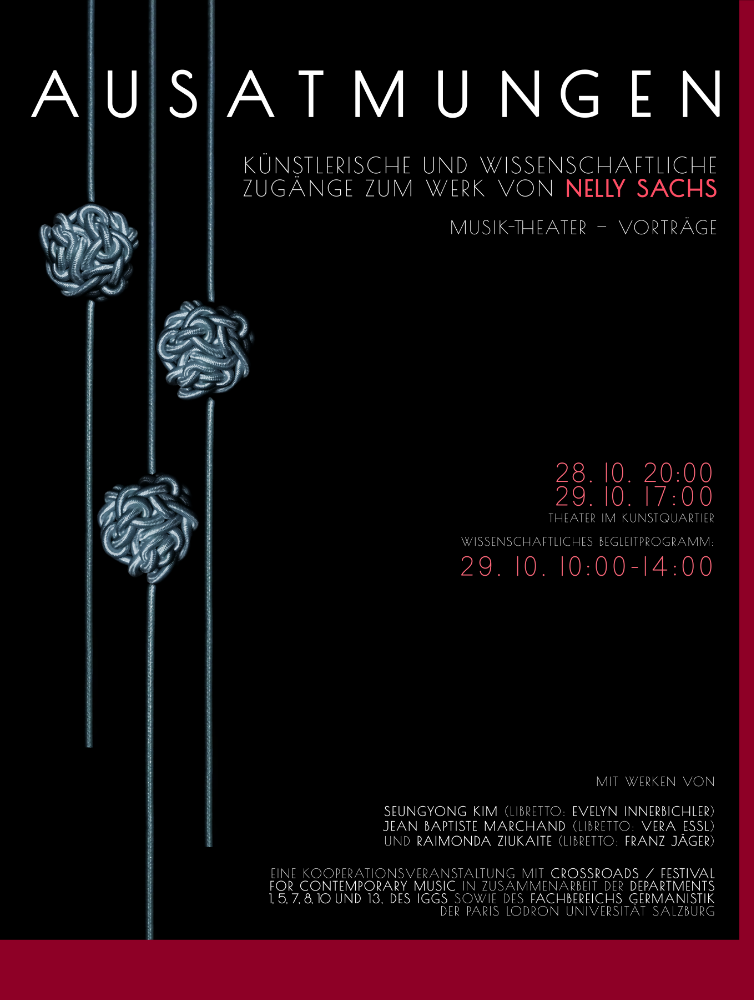 AUSATMUNGEN
KÜNSTLERISCHE UND WISSENSCHAFTLICHE
ZUGÄNGE ZUM WERK VON NELLY SACHS
MUSIK-THEATER – VORTRÄGE
28. 10. 20:00
29. 10. 17:00
THEATER IM KUNSTQUARTIER
WISSENSCHAFTLICHES BEGLEITPROGRAMM:
29. 10. 10:00-14:00
MIT WERKEN VON
SEUNGYONG KIM (LIBRETTO: EVELYN INNERBICHLER)
JEAN BAPTISTE MARCHAND (LIBRETTO: VERA ESSL)
UND RAIMONDA ZIUKAITE (LIBRETTO: FRANZ JÄGER)
EINE KOOPERATIONSVERANSTALTUNG MIT CROSSROADS / FESTIVAL
FOR CONTEMPORARY MUSIC IN ZUSAMMENARBEIT DER DEPARTMENTS
1, 5, 7, 8, 10 UND 13. DES IGGS SOWIE DES FACHBEREICHS GERMANISTIK
DER PARIS LODRON UNIVERSITÄT SALZBURG